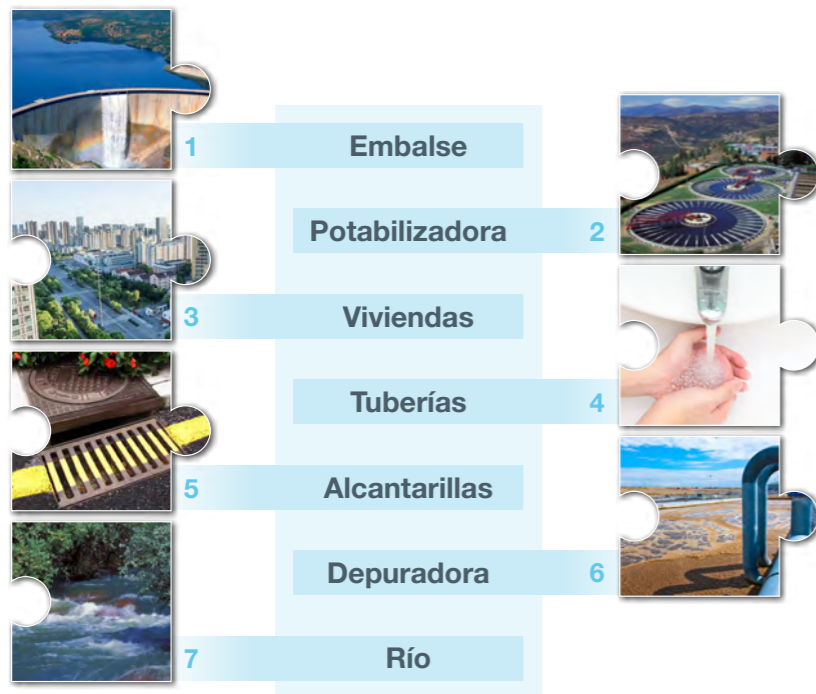 1 Embalse
Potabilizadora 2
3 Viviendas
Tuberías 4
5 Alcantarillas
Depuradora 6
7 Río